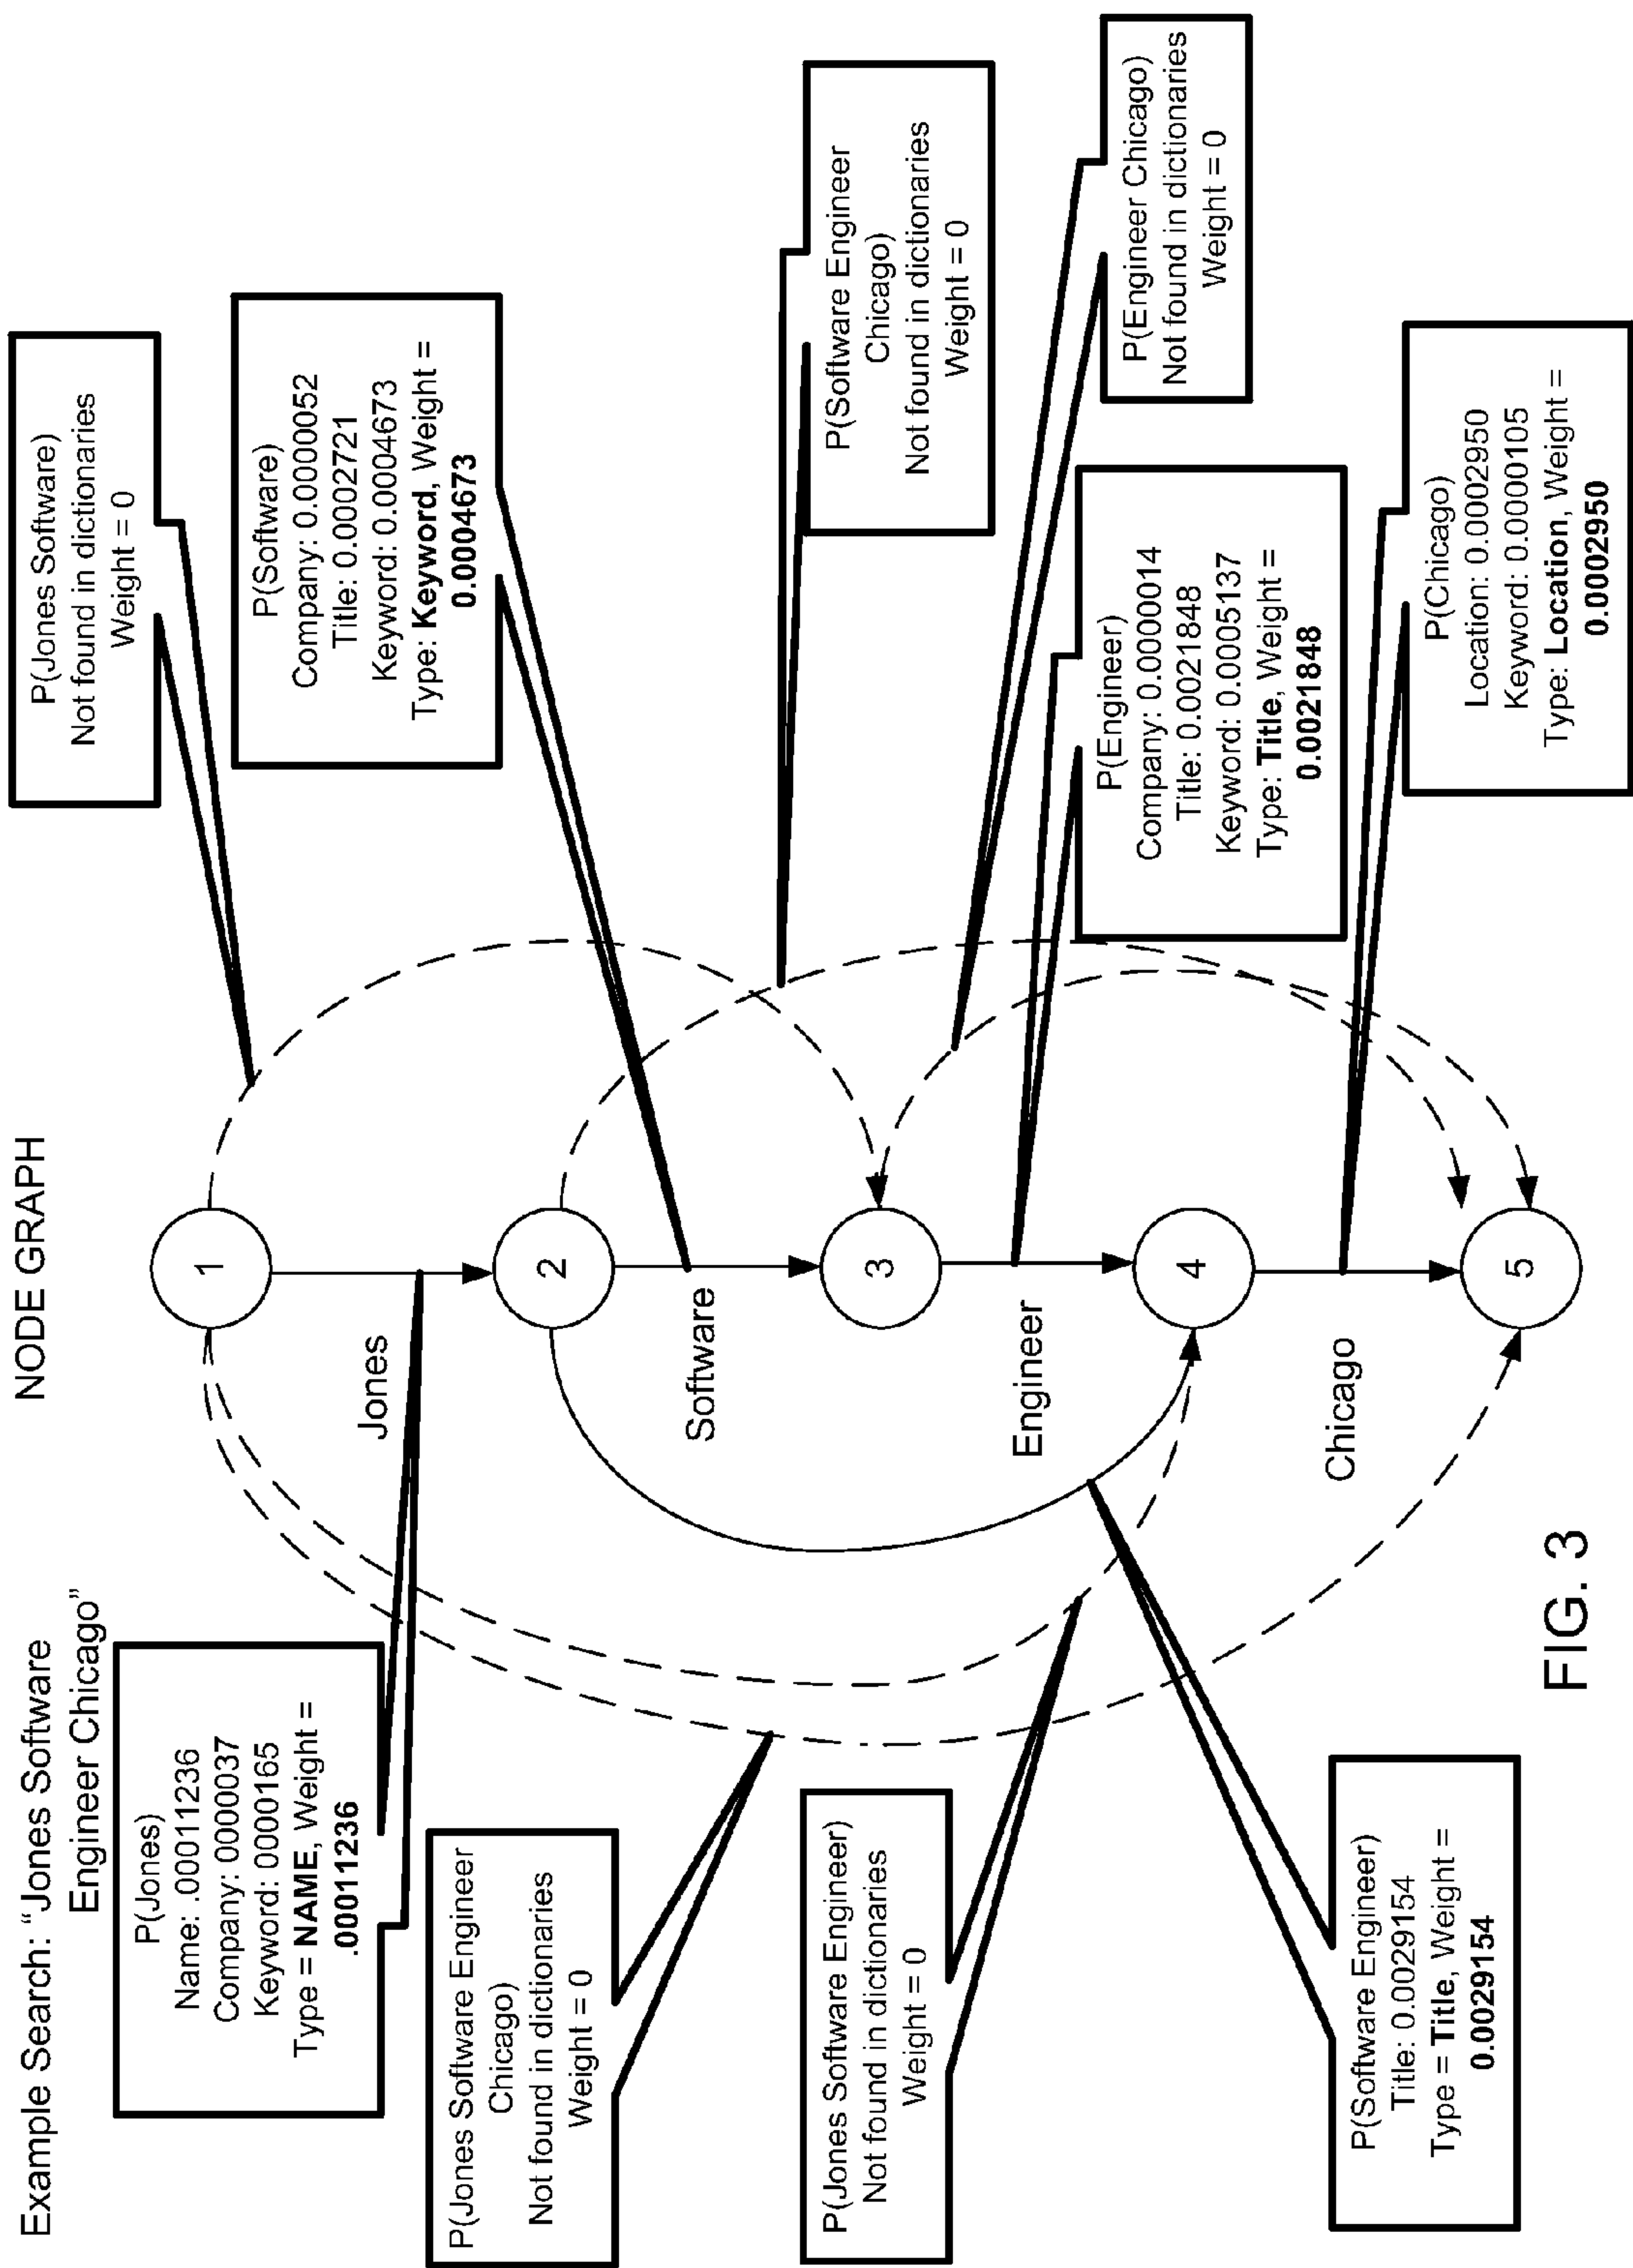 Example Search: "Jones Software
Engineer Chicago"
NODE GRAPH
P(Jones)
Name: .00011236
Company: 0000037
Keyword: 0000165
Type = NAME, Weight =
.00011236
P(Jones Software Engineer
Chicago)
Not found in dictionaries
Weight = 0
P(Jones Software Engineer)
Not found in dictionaries
Weight = 0
P(Software Engineer)
Title: 0.0029154
Type = Title, Weight =
0.0029154
1
Jones
2
Software
3
Engineer
4
Chicago
5
P(Jones Software)
Not found in dictionaries
Weight = 0
P(Software)
Company: 0.0000052
Title: 0.0002721
Keyword: 0.0004673
Type: Keyword, Weight =
0.0004673
P(Software Engineer
Chicago)
Not found in dictionaries
Weight = 0
P(Engineer Chicago)
Not found in dictionaries
Weight = 0
P(Engineer)
Company: 0.0000014
Title: 0.0021848
Keyword: 0.0005137
Type: Title, Weight =
0.0021848
P(Chicago)
Location: 0.0002950
Keyword: 0.0000105
Type: Location, Weight =
0.0002950
FIG. 3